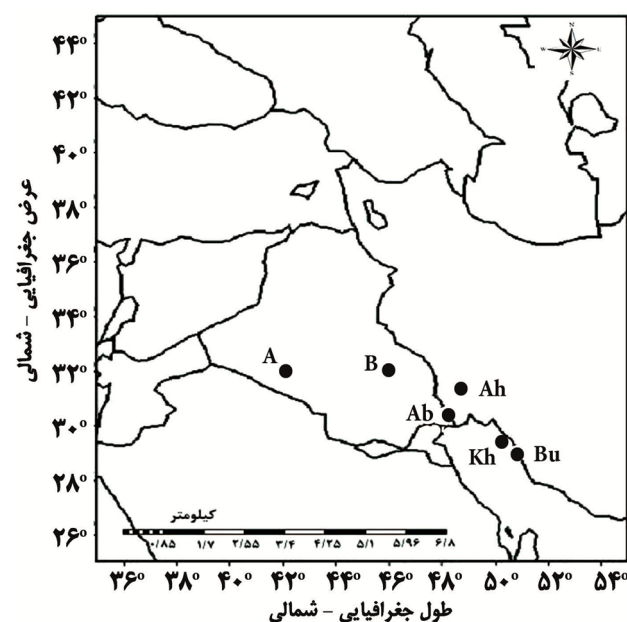 N
W E
S
۴۴°
۴۲°
۴۰°
۳۸°
۳۶°
۳۴°
۳۲°
۳۰°
۲۸°
۲۶°
عرض جغرافیایی - شمالی
A
B
Ah
Ab
Kh
Bu
کیلومتر
۰/۸۵ ۱/۷ ۲/۵۵ ۳/۴ ۴/۲۵ ۵/۱ ۵/۹۶ ۶/۸
۳۶° ۳۸° ۴۰° ۴۲° ۴۴° ۴۶° ۴۸° ۵۰° ۵۲° ۵۴°
طول جغرافیایی - شمالی